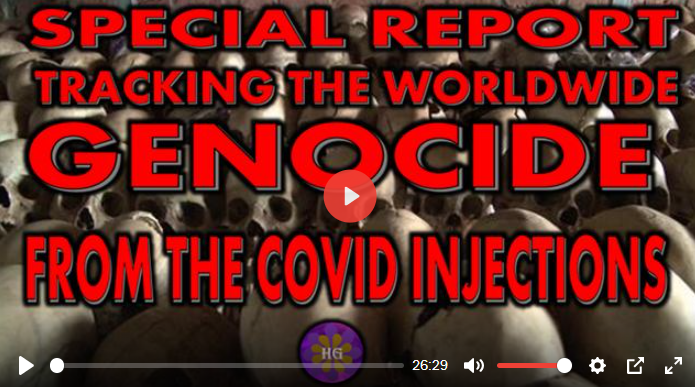 SPECIAL REPORT
TRACKING THE WORLDWIDE
GENOCIDE
FROM THE COVID INJECTIONS
HG
26:29